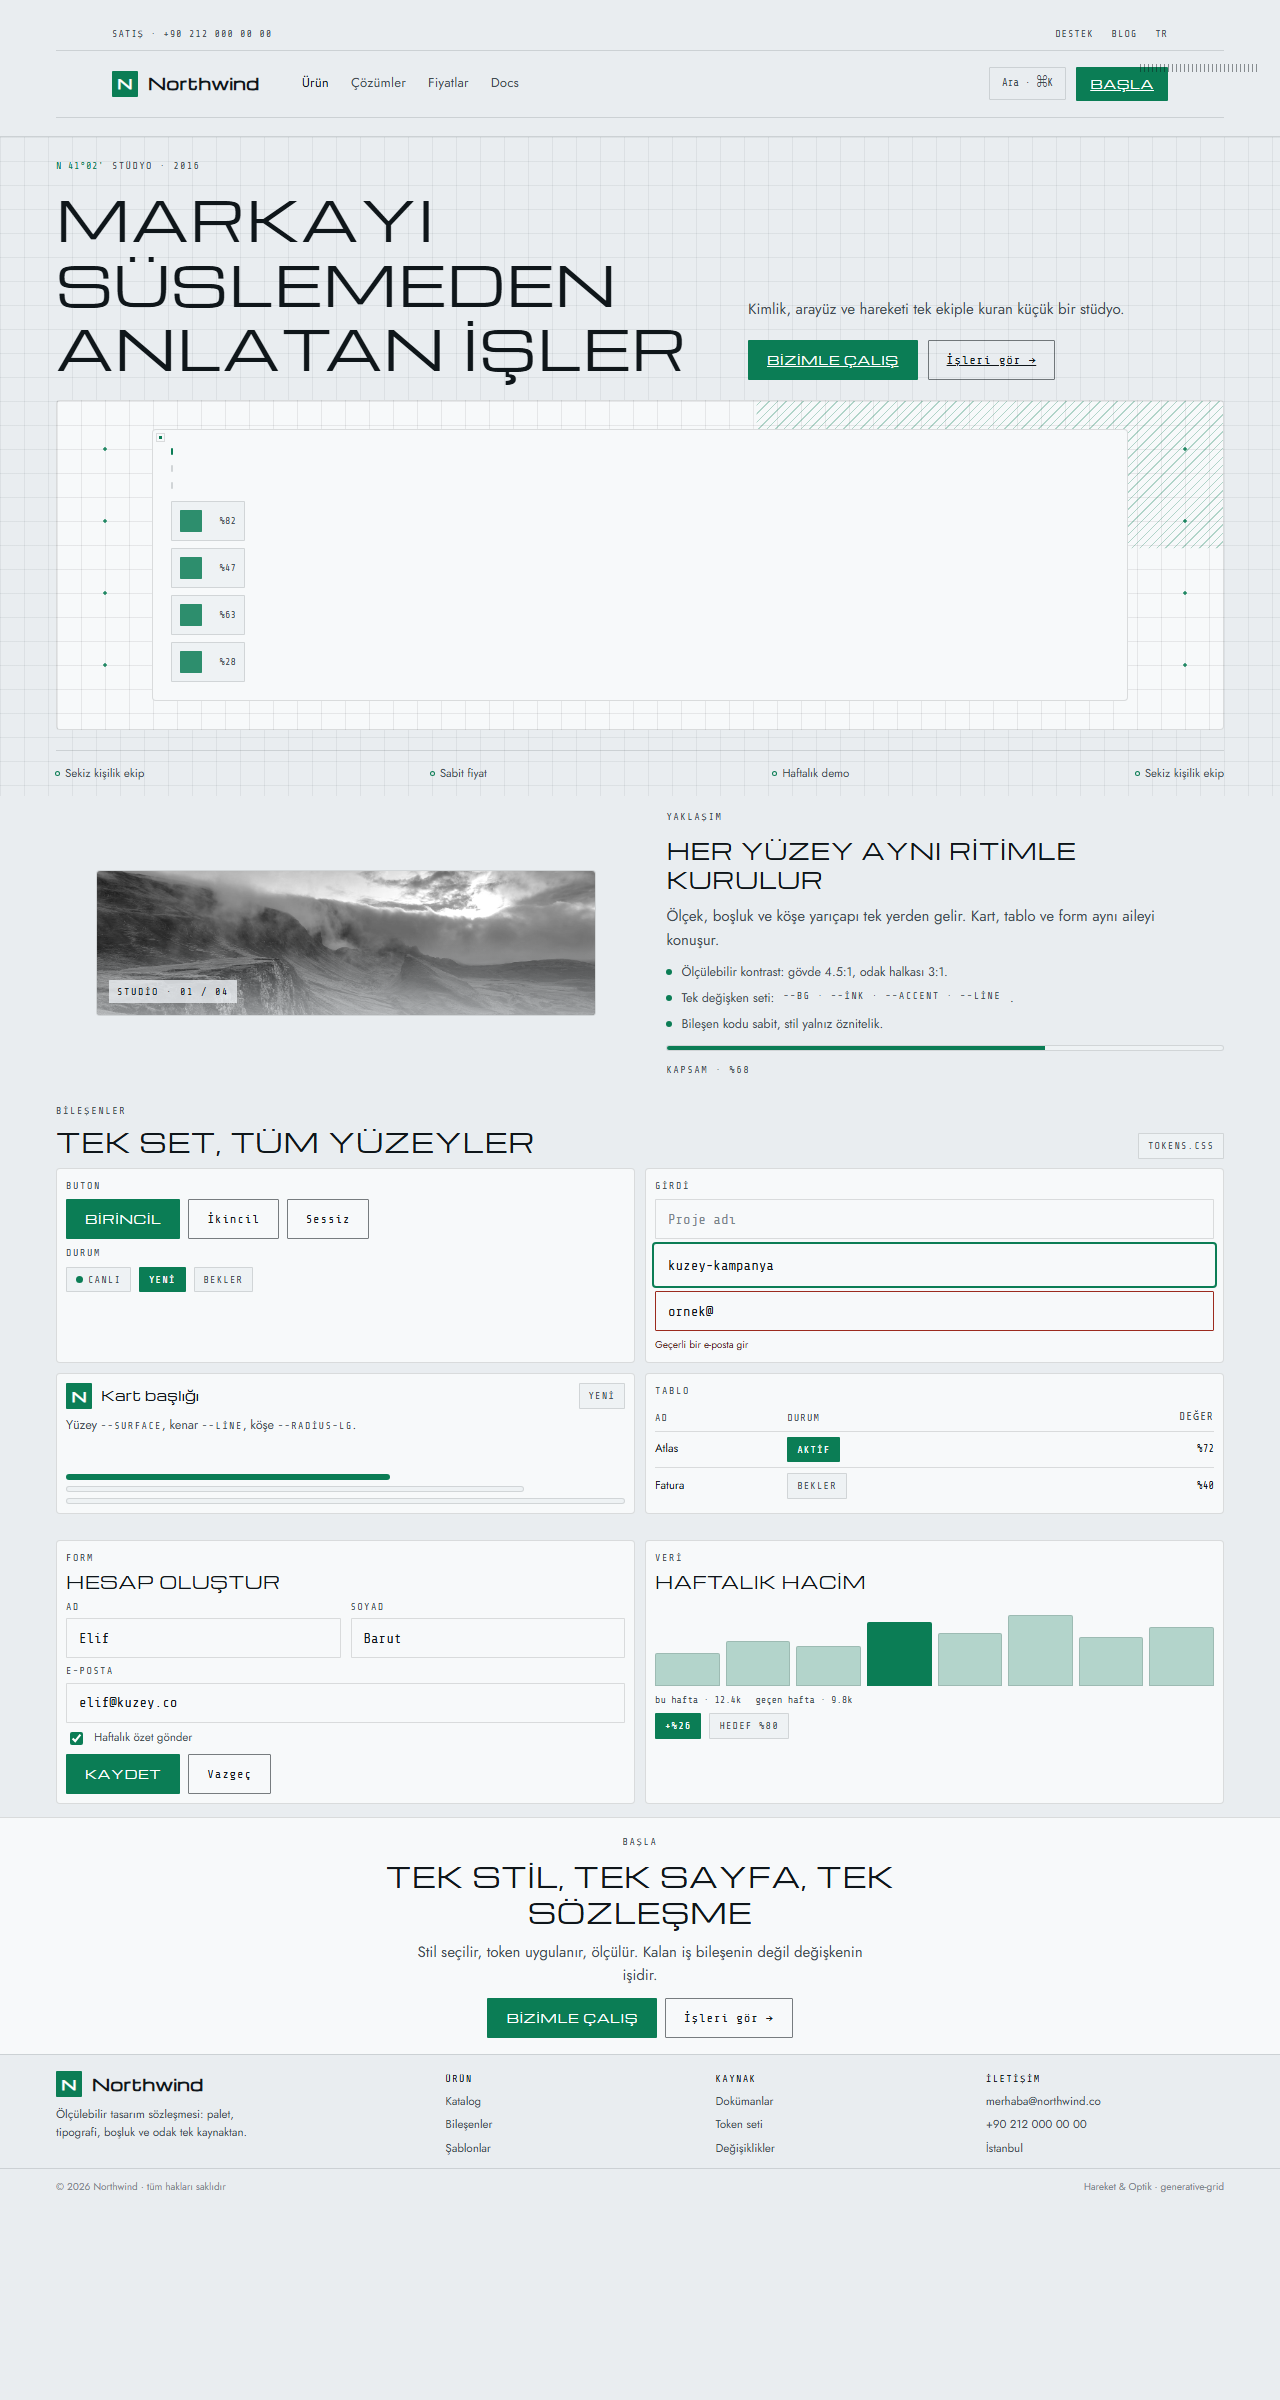 SATIŞ · +90 212 000 00 00
DESTEK BLOG TR
N Northwind Ürün Çözümler Fiyatlar Docs Ara · ⌘K BAŞLA
N 41°02' STÜDYO · 2016
MARKAYI
SÜSLEMEDEN
ANLATAN İŞLER
Kimlik, arayüz ve hareketi tek ekiple kuran küçük bir stüdyo.
BİZİMLE ÇALIŞ İşleri gör →
%82
%47
%63
%28
Sekiz kişilik ekip Sabit fiyat Haftalık demo Sekiz kişilik ekip
STUDİO · 01 / 04
YAKLAŞIM
HER YÜZEY AYNI RİTİMLE
KURULUR
Ölçek, boşluk ve köşe yarıçapı tek yerden gelir. Kart, tablo ve form aynı aileyi
konuşur.
Ölçülebilir kontrast: gövde 4.5:1, odak halkası 3:1.
Tek değişken seti: --BG · --İNK · --ACCENT · --LİNE .
Bileşen kodu sabit, stil yalnız öznitelik.
KAPSAM · %68
BİLEŞENLER
TEK SET, TÜM YÜZEYLER
TOKENS.CSS
BUTON
BİRİNCİL İkincil Sessiz
DURUM
CANLI YENİ BEKLER
GİRDİ
Proje adı
kuzey-kampanya
ornek@
Geçerli bir e-posta gir
N Kart başlığı YENİ
Yüzey --SURFACE, kenar --LİNE, köşe --RADİUS-LG.
TABLO
AD DURUM DEĞER
Atlas AKTİF %72
Fatura BEKLER %40
FORM
HESAP OLUŞTUR
AD SOYAD
Elif Barut
E-POSTA
elif@kuzey.co
Haftalık özet gönder
KAYDET Vazgeç
VERİ
HAFTALIK HACİM
bu hafta · 12.4k geçen hafta · 9.8k
+%26 HEDEF %80
BAŞLA
TEK STİL, TEK SAYFA, TEK
SÖZLEŞME
Stil seçilir, token uygulanır, ölçülür. Kalan iş bileşenin değil değişkenin
işidir.
BİZİMLE ÇALIŞ İşleri gör →
N Northwind
Ölçülebilir tasarım sözleşmesi: palet,
tipografi, boşluk ve odak tek kaynaktan.
ÜRÜN
Katalog
Bileşenler
Şablonlar
KAYNAK
Dokümanlar
Token seti
Değişiklikler
İLETİŞİM
merhaba@northwind.co
+90 212 000 00 00
İstanbul
© 2026 Northwind · tüm hakları saklıdır
Hareket & Optik · generative-grid